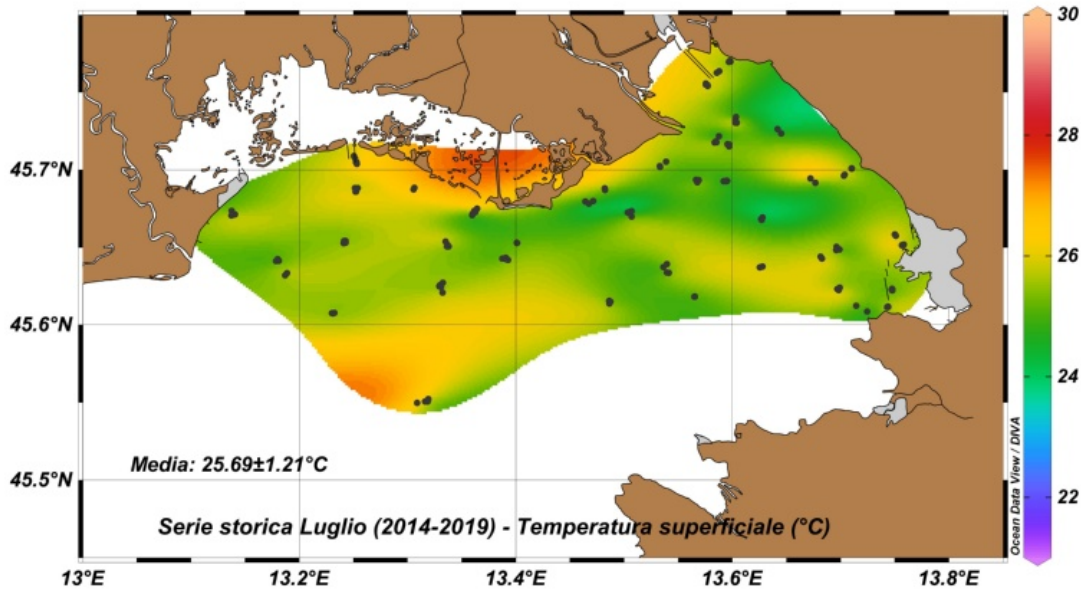 30
28
26
24
22
45.7°N
45.6°N
45.5°N
Media: 25.69±1.21°C
Serie storica Luglio (2014-2019) - Temperatura superficiale (°C)
Ocean Data View / DIVA
13°E
13.2°E
13.4°E
13.6°E
13.8°E